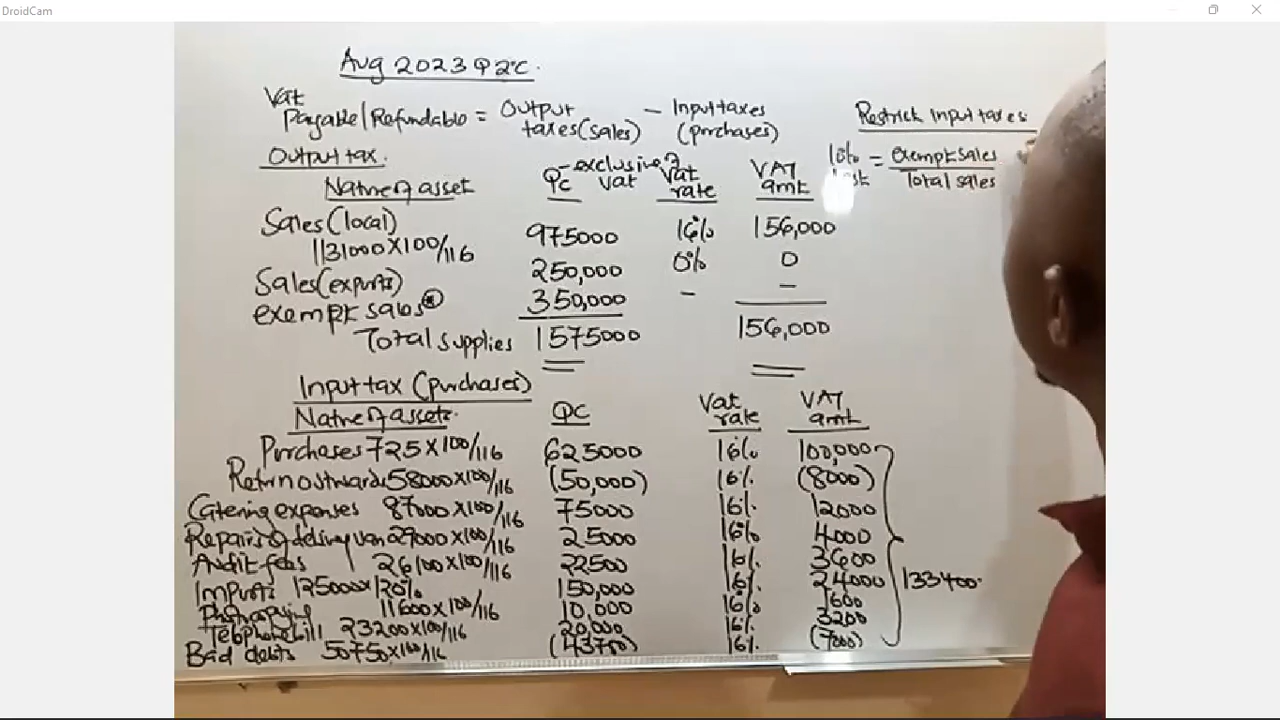 DroidCam
Aug 2023 Q2C.
Vat
Payable/Refundable = Output taxes (sales) - Input taxes (purchases)
Restrick Input taxes
= exempt sales / Total sales
Output tax.
Nature of asset QC - exclusive of vat Vat rate VAT amt
Sales (local) 975000 16% 156,000
1131000 X 100/116
Sales (exports) 250,000 0% 0
exempt sales 350,000 - -
Total supplies 1575000 156,000
Input tax (purchases)
Nature of assets. QC Vat rate VAT amt
Purchases 725 X 100/116 625000 16% 100,000
Return outwards 58000 X 100/116 (50,000) 16% (8000)
Catering expenses 87000 X 100/116 75000 16% 12000
Repairs of delivery van 29000 X 100/116 25000 16% 4000
Audit fees 26100 X 100/116 22500 16% 3600
Imports 125000 X 120% 150,000 16% 24000 133400
Photocopying 11600 X 100/116 10,000 16% 1600
Telephone bill 23200 X 100/116 20,000 16% 3200
Bad debts 50750 X 100/116 (43750) 16% (7000)